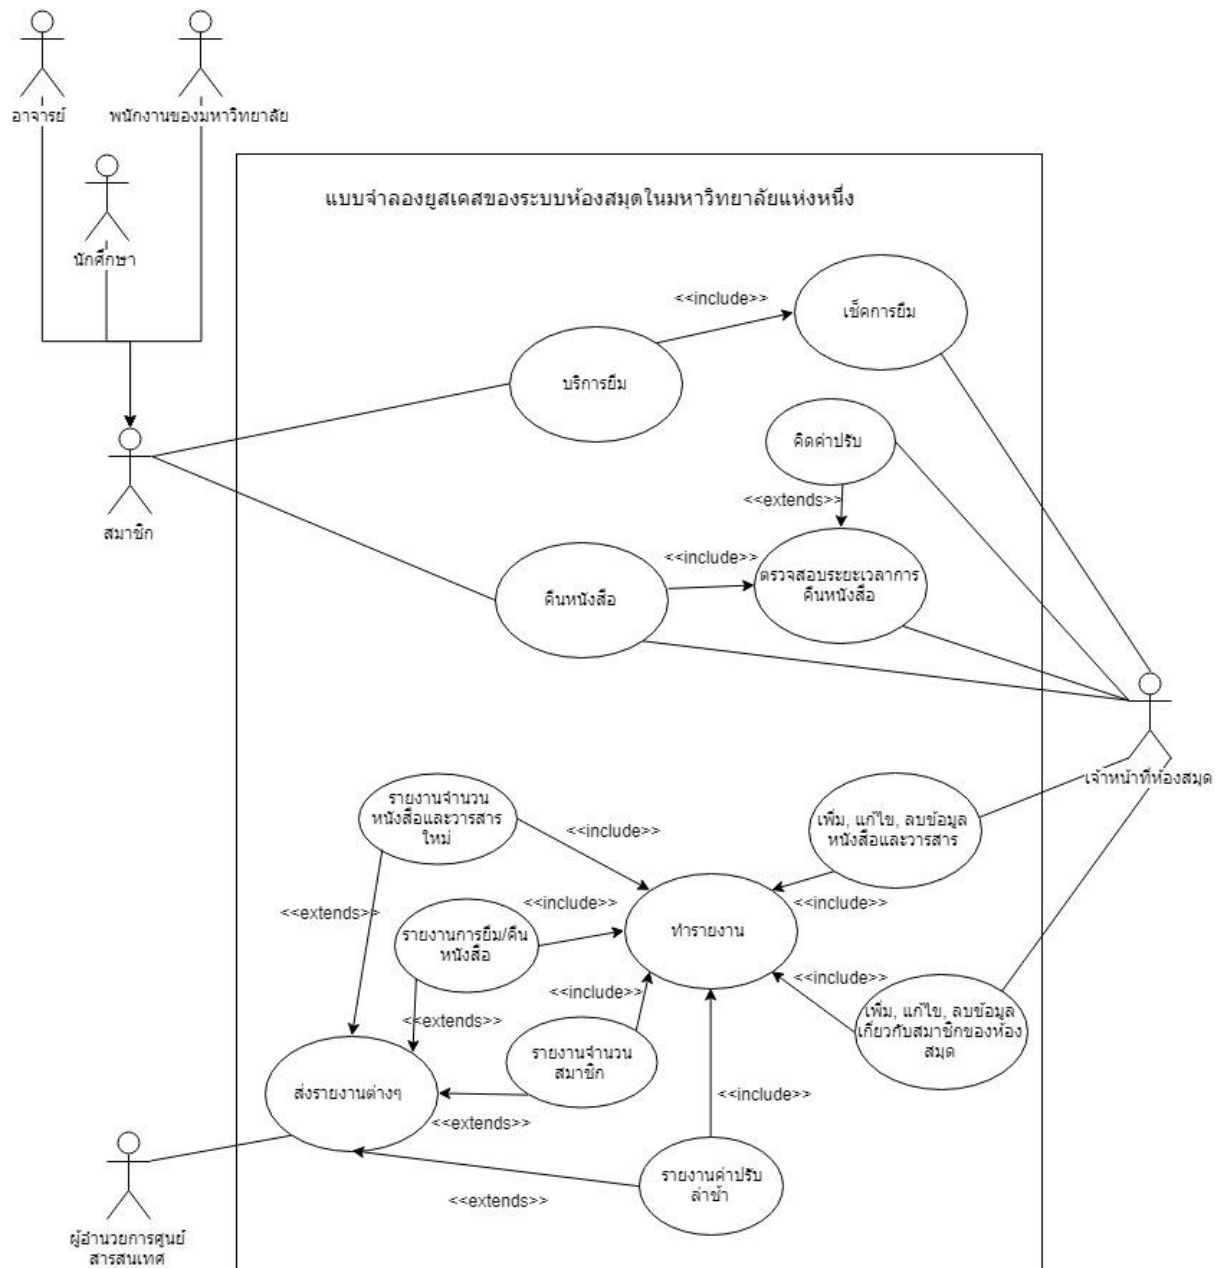 อาจารย์
พนักงานของมหาวิทยาลัย
นักศึกษา
แบบจำลองยูสเคสของระบบห้องสมุดในมหาวิทยาลัยแห่งหนึ่ง
<<include>>
เช็คการยืม
บริการยืม
คิดค่าปรับ
<<extends>>
สมาชิก
<<include>>
ตรวจสอบระยะเวลาการ
คืนหนังสือ
คืนหนังสือ
เจ้าหน้าที่ห้องสมุด
รายงานจำนวน
หนังสือและวารสาร
ใหม่
<<include>>
เพิ่ม, แก้ไข, ลบข้อมูล
หนังสือและวารสาร
<<extends>>
<<include>>
<<include>>
รายงานการยืม/คืน
หนังสือ
ทำรายงาน
<<include>>
<<include>>
<<extends>>
เพิ่ม, แก้ไข, ลบข้อมูล
เกี่ยวกับสมาชิกของห้อง
สมุด
รายงานจำนวน
สมาชิก
ส่งรายงานต่างๆ
<<include>>
<<extends>>
รายงานค่าปรับ
ล่าช้า
<<extends>>
ผู้อำนวยการศูนย์
สารสนเทศ